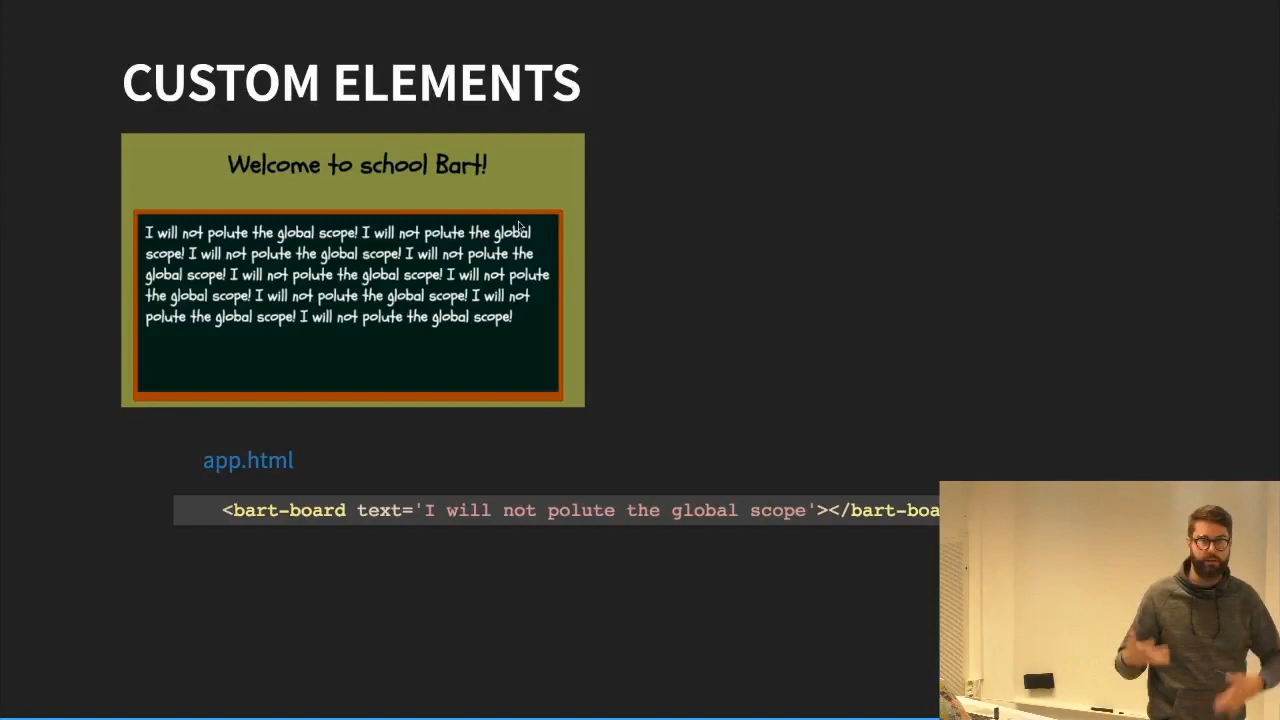 CUSTOM ELEMENTS
Welcome to school Bart!
I will not polute the global scope! I will not polute the global
scope! I will not polute the global scope! I will not polute the
global scope! I will not polute the global scope! I will not polute
the global scope! I will not polute the global scope! I will not
polute the global scope! I will not polute the global scope!
app.html
<bart-board text='I will not polute the global scope'></bart-boa